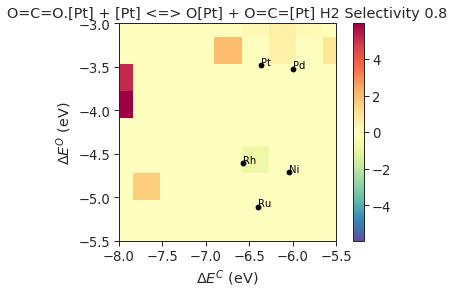 O=C=O.[Pt] + [Pt] <=> O[Pt] + O=C=[Pt] H2 Selectivity 0.8
−3.0
−3.5
−4.0
−4.5
−5.0
−5.5
ΔE^O (eV)
Pt
Pd
Rh
Ni
Ru
−8.0 −7.5 −7.0 −6.5 −6.0 −5.5
ΔE^C (eV)
4
2
0
−2
−4